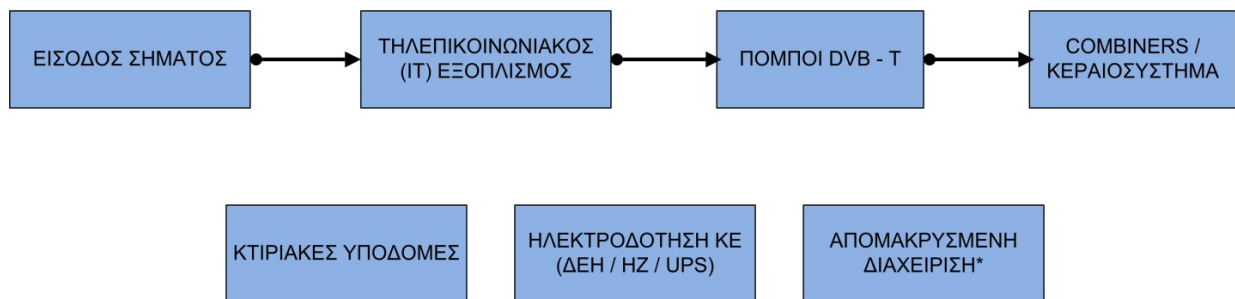 ΕΙΣΟΔΟΣ ΣΗΜΑΤΟΣ
ΤΗΛΕΠΙΚΟΙΝΩΝΙΑΚΟΣ
(IT) ΕΞΟΠΛΙΣΜΟΣ
ΠΟΜΠΟΙ DVB - T
COMBINERS /
ΚΕΡΑΙΟΣΥΣΤΗΜΑ
ΚΤΙΡΙΑΚΕΣ ΥΠΟΔΟΜΕΣ
ΗΛΕΚΤΡΟΔΟΤΗΣΗ ΚΕ
(ΔΕΗ / ΗΖ / UPS)
ΑΠΟΜΑΚΡΥΣΜΕΝΗ
ΔΙΑΧΕΙΡΙΣΗ*